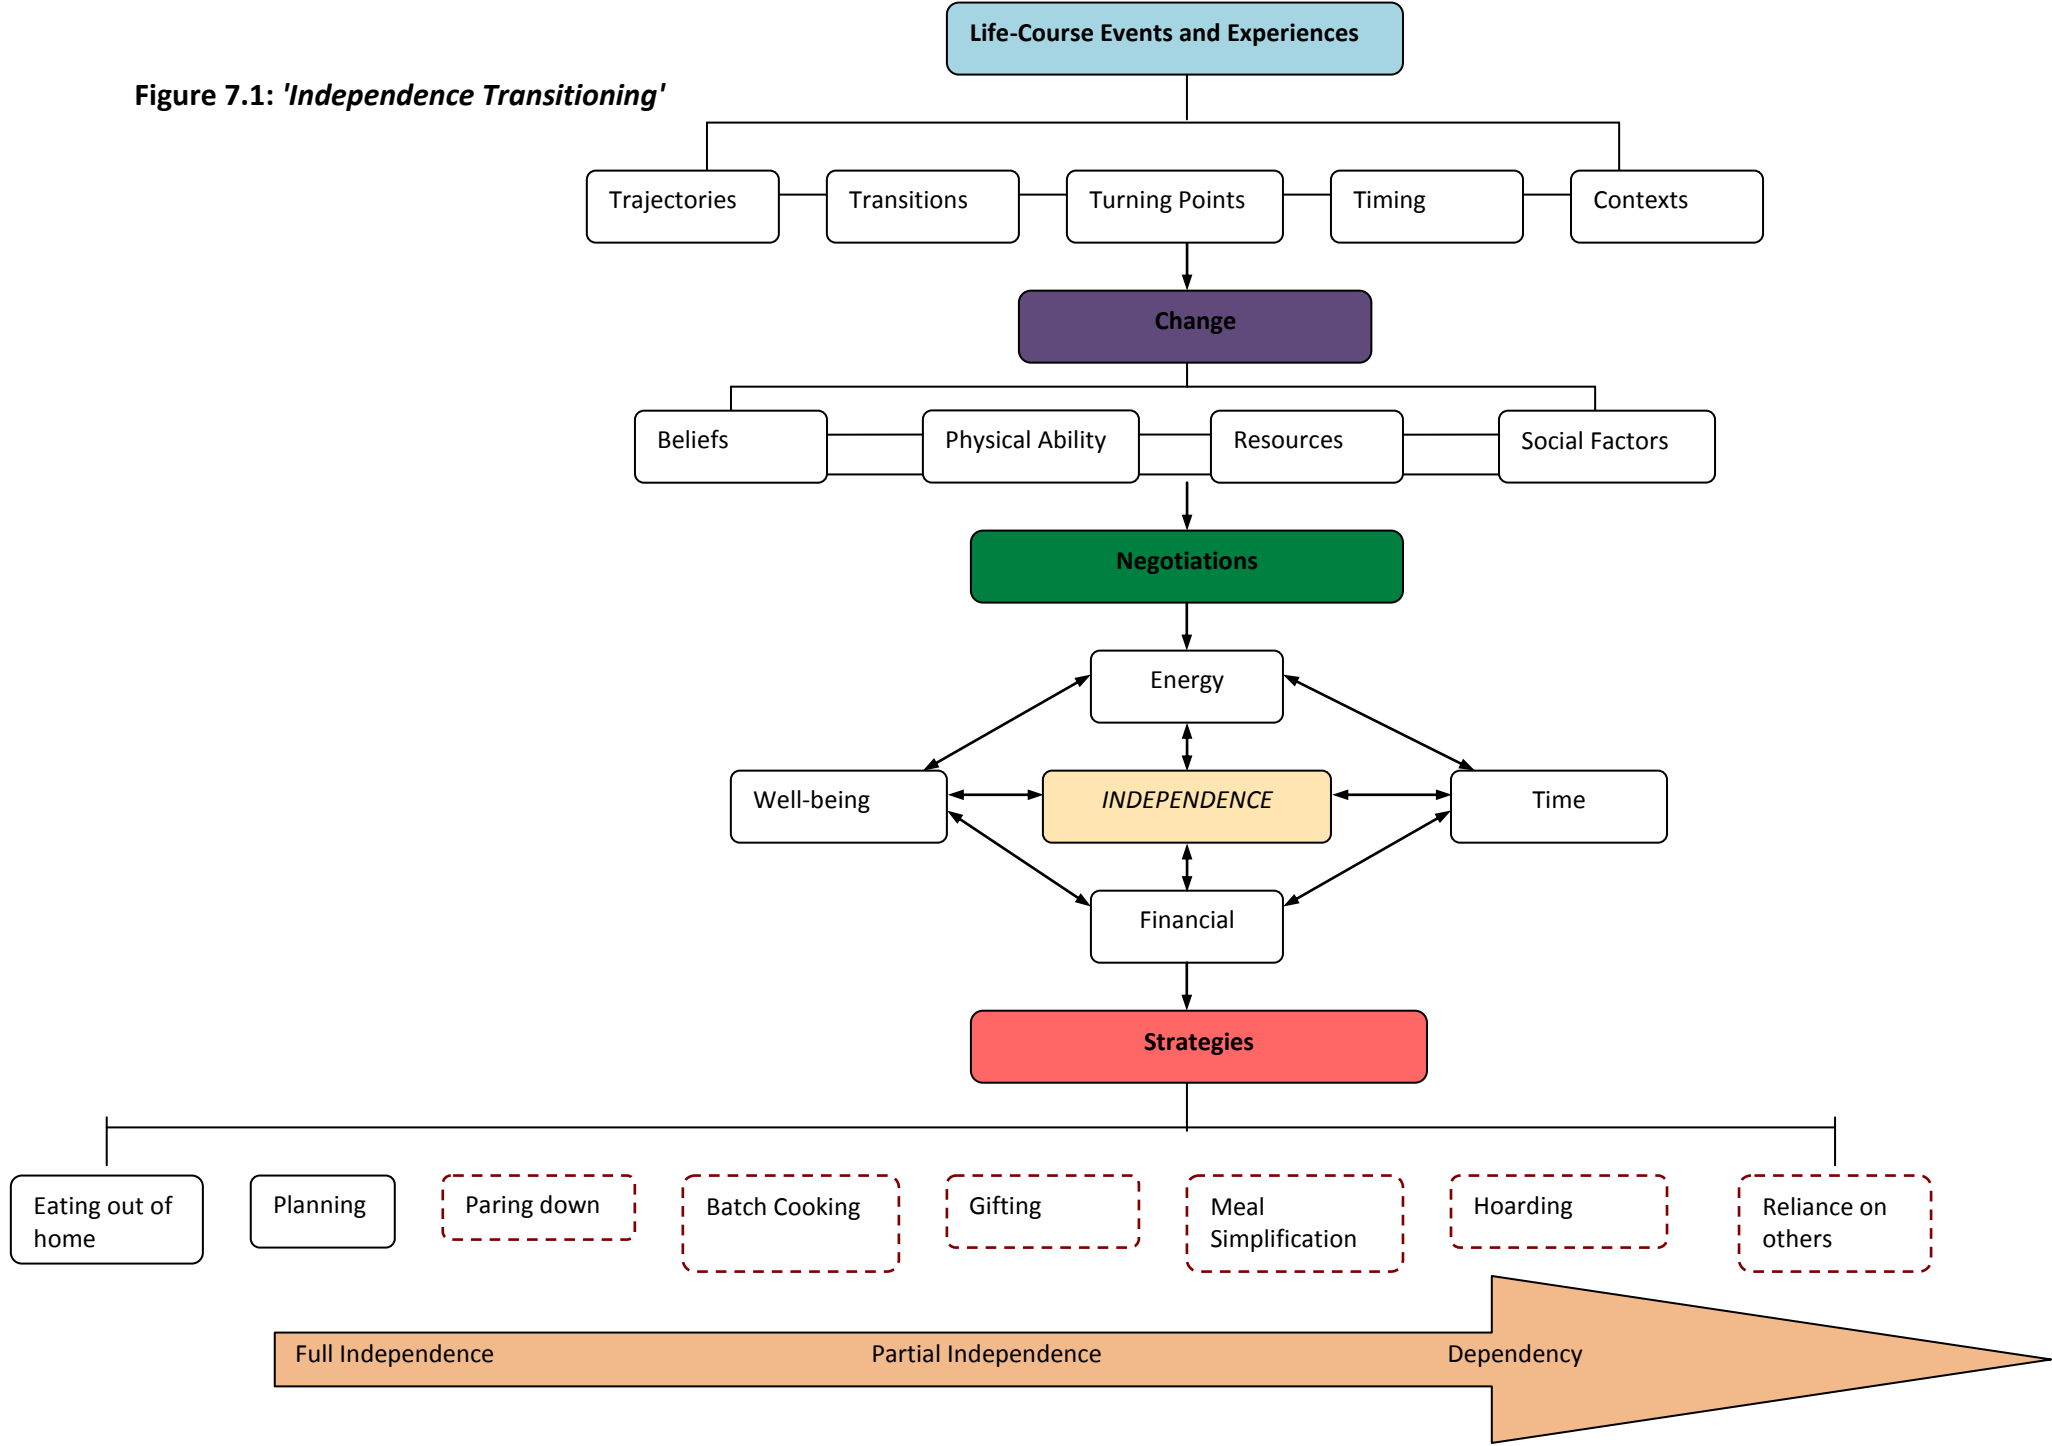 Life-Course Events and Experiences
Figure 7.1: 'Independence Transitioning'
Trajectories
Transitions
Turning Points
Timing
Contexts
Change
Beliefs
Physical Ability
Resources
Social Factors
Negotiations
Energy
Well-being
INDEPENDENCE
Time
Financial
Strategies
Eating out of
home
Planning
Paring down
Batch Cooking
Gifting
Meal
Simplification
Hoarding
Reliance on
others
Full Independence
Partial Independence
Dependency